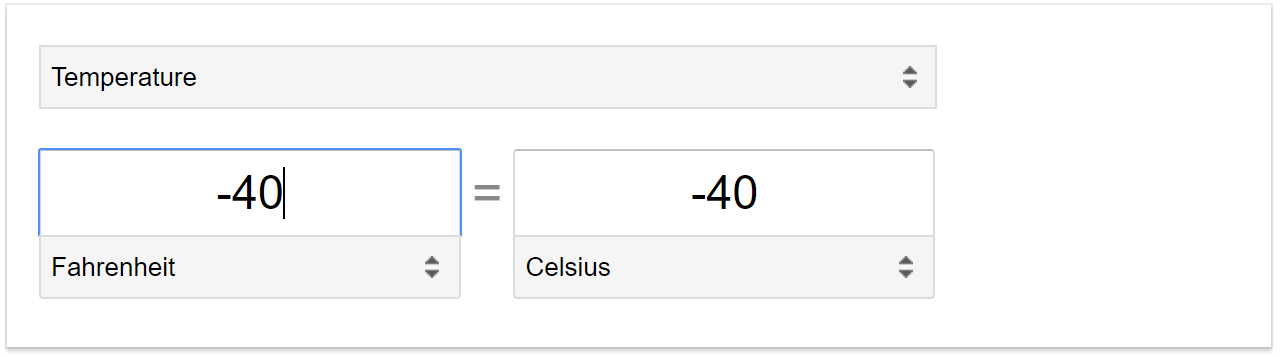 Temperature
-40 = -40
Fahrenheit Celsius